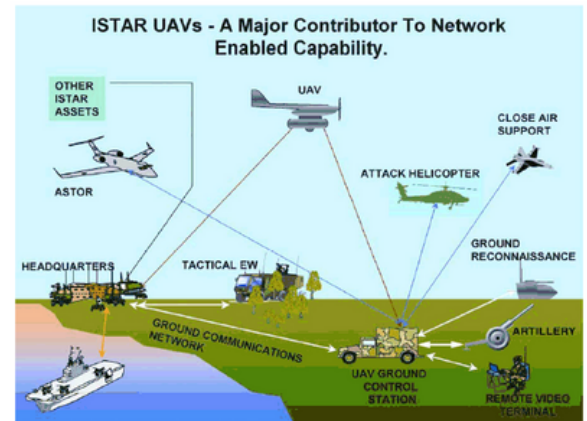 ISTAR UAVs - A Major Contributor To Network
Enabled Capability.
OTHER
ISTAR
ASSETS
UAV
CLOSE AIR
SUPPORT
ASTOR
ATTACK HELICOPTER
GROUND
RECONNAISSANCE
HEADQUARTERS
TACTICAL EW
GROUND COMMUNICATIONS
NETWORK
ARTILLERY
UAV GROUND
CONTROL
STATION
REMOTE VIDEO
TERMINAL